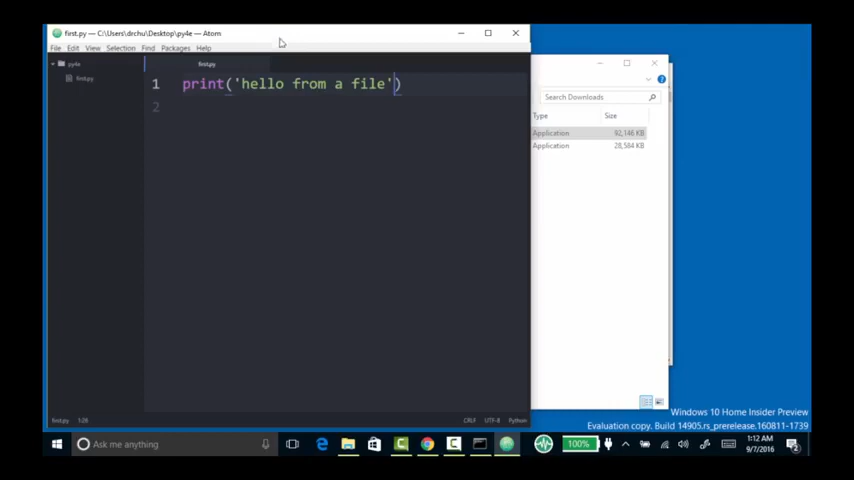 first.py — C:\Users\drchu\Desktop\py4e — Atom
File Edit View Selection Find Packages Help
py4e
first.py
first.py
1 print('hello from a file')
2
first.py 1:26
CRLF UTF-8 Python
Search Downloads
Type Size
Application 92,146 KB
Application 28,564 KB
Windows 10 Home Insider Preview
Evaluation copy. Build 14905.rs_prerelease.160811-1739
Ask me anything
100%
1:12 AM
9/7/2016
2